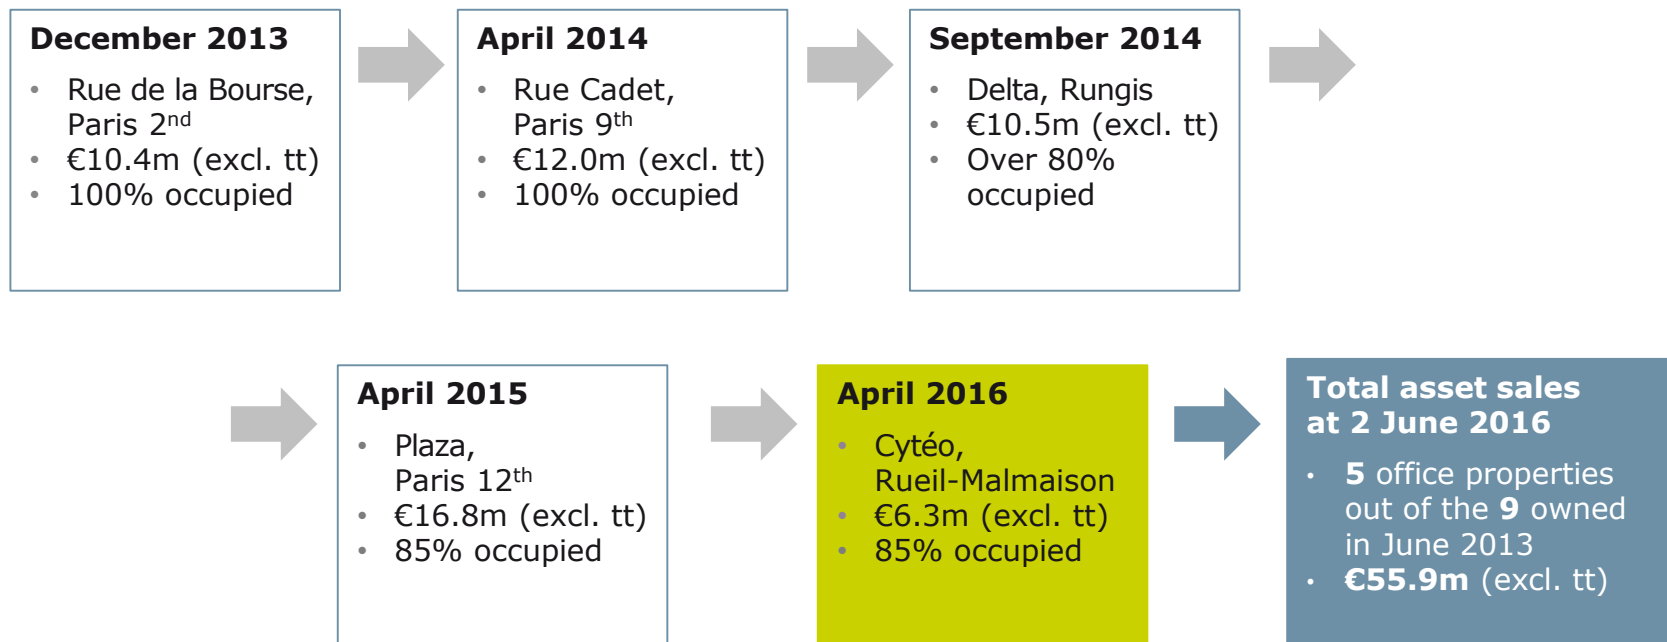 December 2013
• Rue de la Bourse,
Paris 2nd
• €10.4m (excl. tt)
• 100% occupied
April 2014
• Rue Cadet,
Paris 9th
• €12.0m (excl. tt)
• 100% occupied
September 2014
• Delta, Rungis
• €10.5m (excl. tt)
• Over 80%
occupied
April 2015
• Plaza,
Paris 12th
• €16.8m (excl. tt)
• 85% occupied
April 2016
• Cytéo,
Rueil-Malmaison
• €6.3m (excl. tt)
• 85% occupied
Total asset sales
at 2 June 2016
• 5 office properties
out of the 9 owned
in June 2013
• €55.9m (excl. tt)